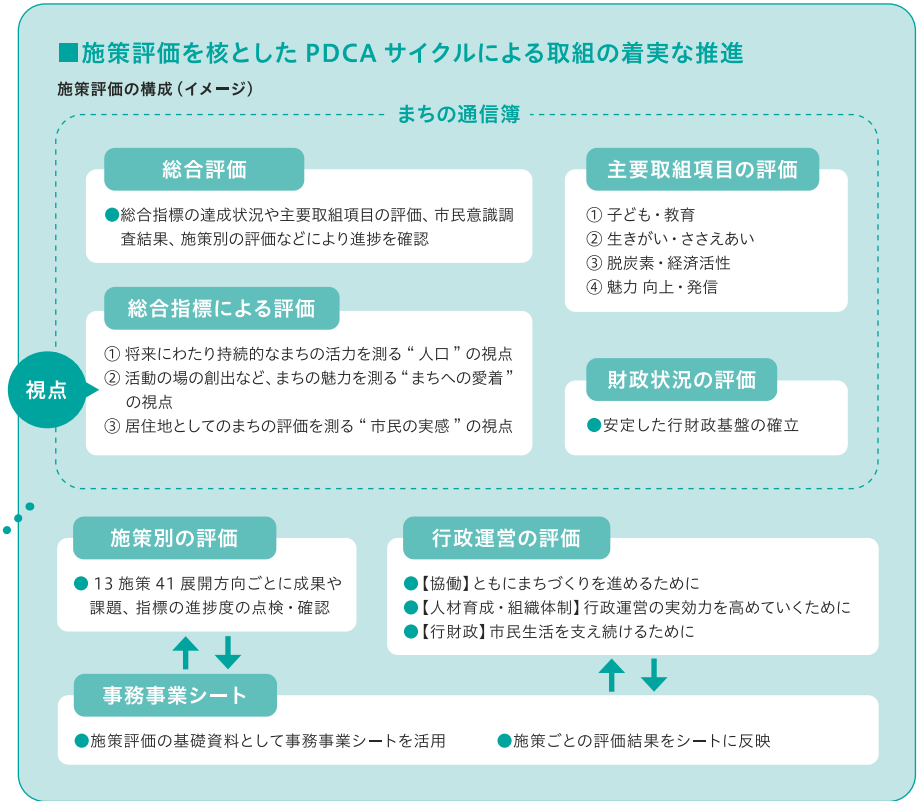 ■施策評価を核とした PDCA サイクルによる取組の着実な推進
施策評価の構成（イメージ）
まちの通信簿
総合評価
●総合指標の達成状況や主要取組項目の評価、市民意識調
査結果、施策別の評価などにより進捗を確認
主要取組項目の評価
① 子ども・教育
② 生きがい・ささえあい
③ 脱炭素・経済活性
④ 魅力 向上・発信
総合指標による評価
① 将来にわたり持続的なまちの活力を測る“ 人口 ” の視点
② 活動の場の創出など、まちの魅力を測る“まちへの愛着 ”
の視点
③ 居住地としてのまちの評価を測る “ 市民の実感 ” の視点
視点
財政状況の評価
●安定した行財政基盤の確立
施策別の評価
● 13 施策 41 展開方向ごとに成果や
課題、指標の進捗度の点検・確認
行政運営の評価
●【協働】ともにまちづくりを進めるために
●【人材育成・組織体制】行政運営の実効力を高めていくために
●【行財政】市民生活を支え続けるために
事務事業シート
●施策評価の基礎資料として事務事業シートを活用
●施策ごとの評価結果をシートに反映